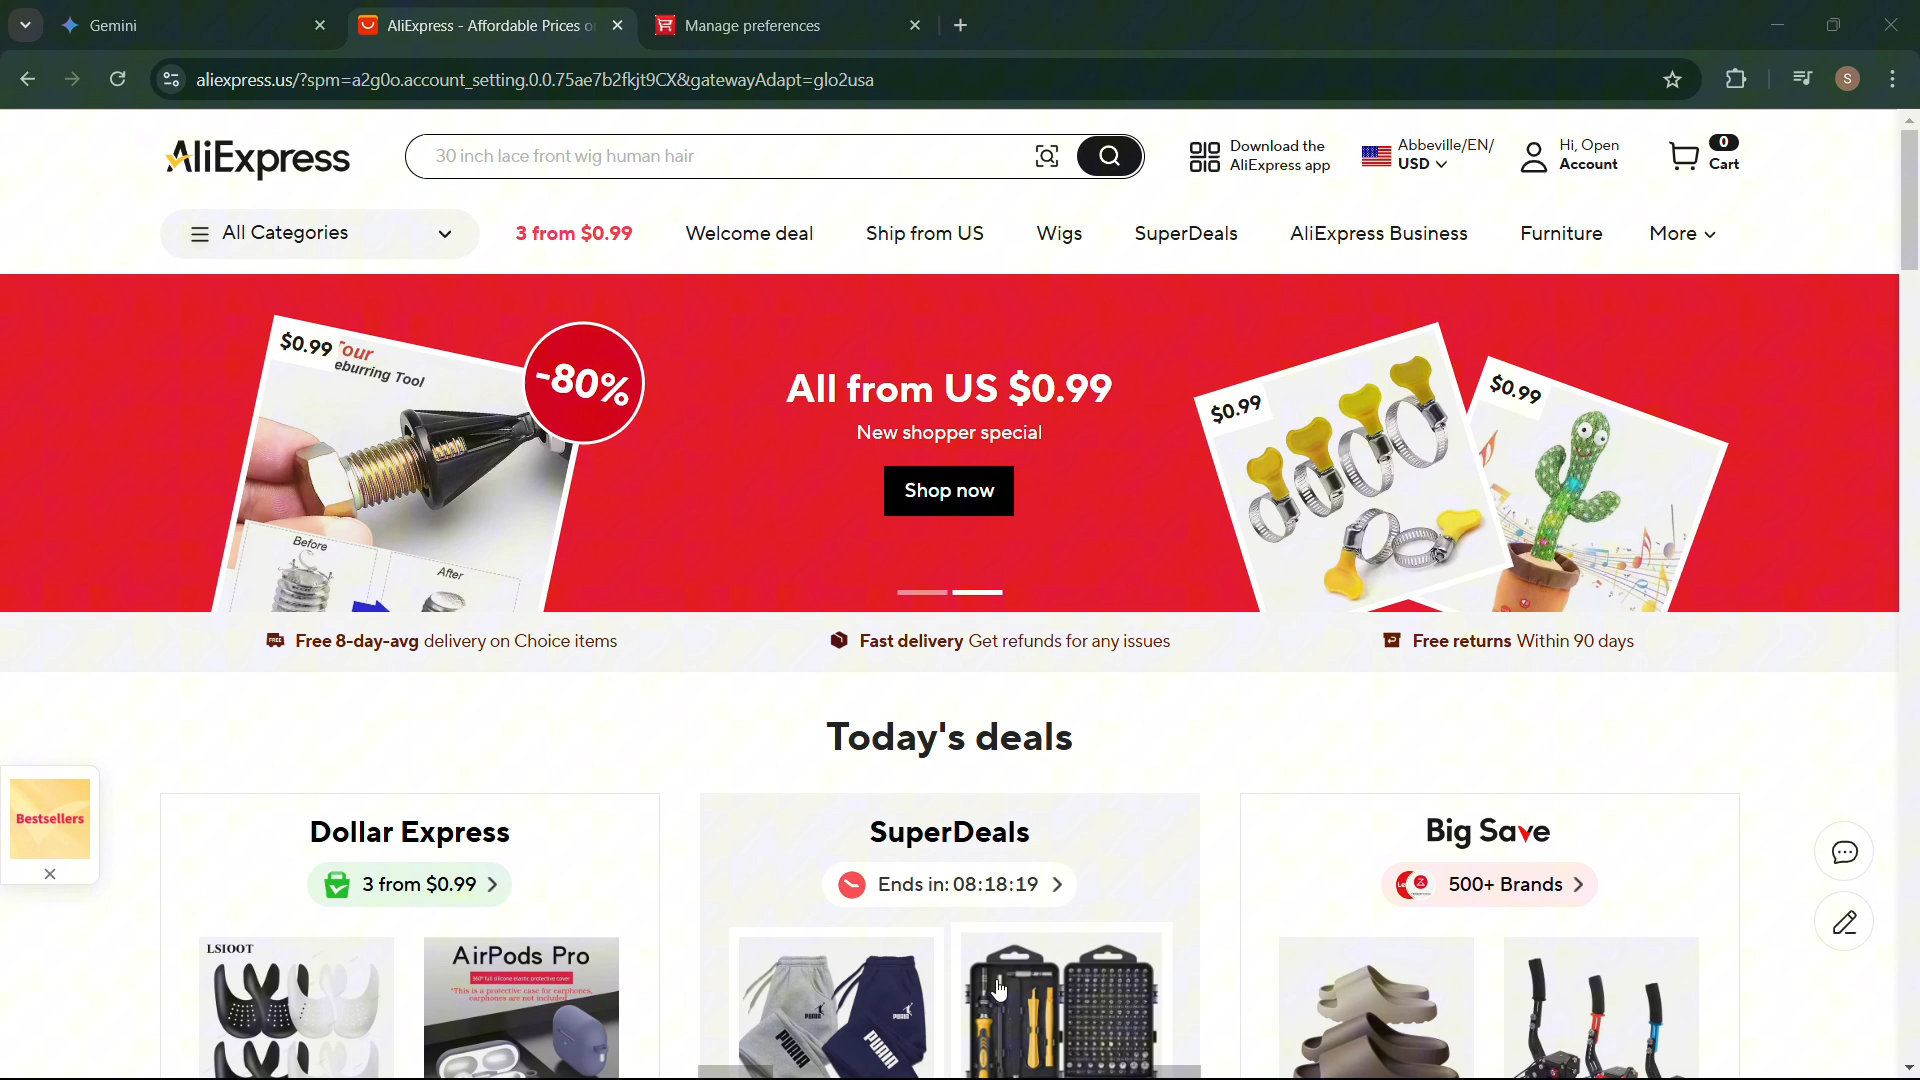 Gemini
AliExpress - Affordable Prices o
Manage preferences
aliexpress.us/?spm=a2g0o.account_setting.0.0.75ae7b2fkjt9CX&gatewayAdapt=glo2usa
S
AliExpress
30 inch lace front wig human hair
Download the
AliExpress app
Abbeville/EN/
USD
Hi, Open
Account
0
Cart
All Categories
3 from $0.99
Welcome deal
Ship from US
Wigs
SuperDeals
AliExpress Business
Furniture
More
$0.99
Tour
eburring Tool
-80%
Before
After
All from US $0.99
New shopper special
Shop now
$0.99
$0.99
FREE
Free 8-day-avg delivery on Choice items
Fast delivery Get refunds for any issues
Free returns Within 90 days
Today's deals
Bestsellers
Dollar Express
3 from $0.99
SuperDeals
Ends in: 08:18:19
Big Save
500+ Brands
LSIOOT
AirPods Pro
360° full silicone elastic protective cover
"This is a protective case for earphones,
earphones are not included
PUMA
PUMA
PUMA
PUMA